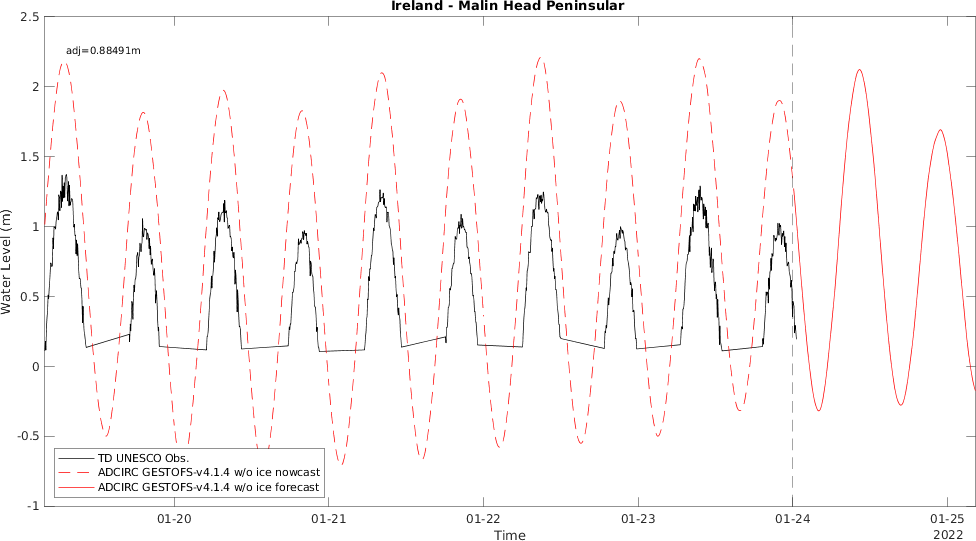 Ireland - Malin Head Peninsular
2.5
adj=0.88491m
2
1.5
1
Water Level (m)
0.5
0
-0.5
TD UNESCO Obs.
ADCIRC GESTOFS-v4.1.4 w/o ice nowcast
ADCIRC GESTOFS-v4.1.4 w/o ice forecast
-1
01-20 01-21 01-22 01-23 01-24 01-25
Time 2022